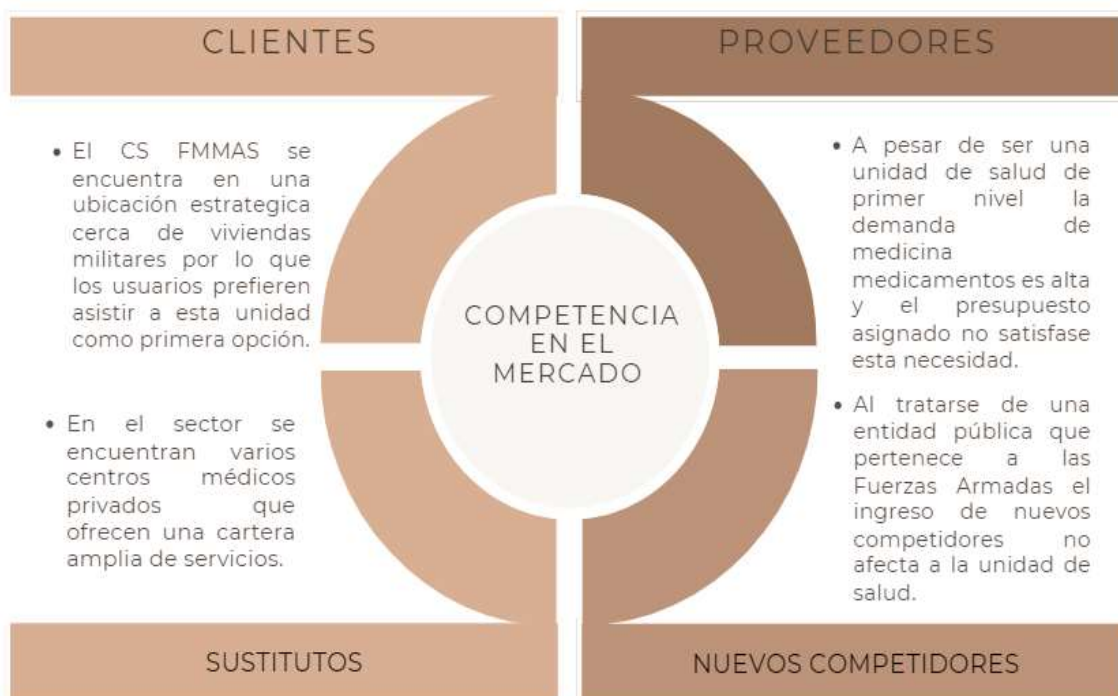 CLIENTES
PROVEEDORES
• El CS FMMAS se
encuentra en una
ubicación estrategica
cerca de viviendas
militares por lo que
los usuarios prefieren
asistir a esta unidad
como primera opción.
• A pesar de ser una
unidad de salud de
primer nivel la
demanda de
medicina
medicamentos es alta
y el presupuesto
asignado no satisfase
esta necesidad.
COMPETENCIA
EN EL
MERCADO
• En el sector se
encuentran varios
centros médicos
privados que
ofrecen una cartera
amplia de servicios.
• Al tratarse de una
entidad pública que
pertenece a las
Fuerzas Armadas el
ingreso de nuevos
competidores no
afecta a la unidad de
salud.
SUSTITUTOS
NUEVOS COMPETIDORES